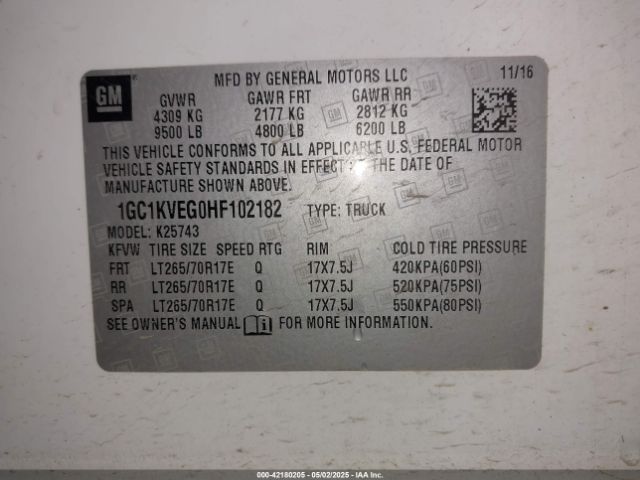 GM
MFD BY GENERAL MOTORS LLC 11/16
GVWR GAWR FRT GAWR RR
4309 KG 2177 KG 2812 KG
9500 LB 4800 LB 6200 LB
THIS VEHICLE CONFORMS TO ALL APPLICABLE U.S. FEDERAL MOTOR
VEHICLE SAFETY STANDARDS IN EFFECT THE DATE OF
MANUFACTURE SHOWN ABOVE.
1GC1KVEG0HF102182 TYPE: TRUCK
MODEL: K25743
KFVW TIRE SIZE SPEED RTG RIM COLD TIRE PRESSURE
FRT LT265/70R17E Q 17X7.5J 420KPA(60PSI)
RR LT265/70R17E Q 17X7.5J 520KPA(75PSI)
SPA LT265/70R17E Q 17X7.5J 550KPA(80PSI)
SEE OWNER'S MANUAL FOR MORE INFORMATION.
000-42180205 - 05/02/2025 - IAAI.com